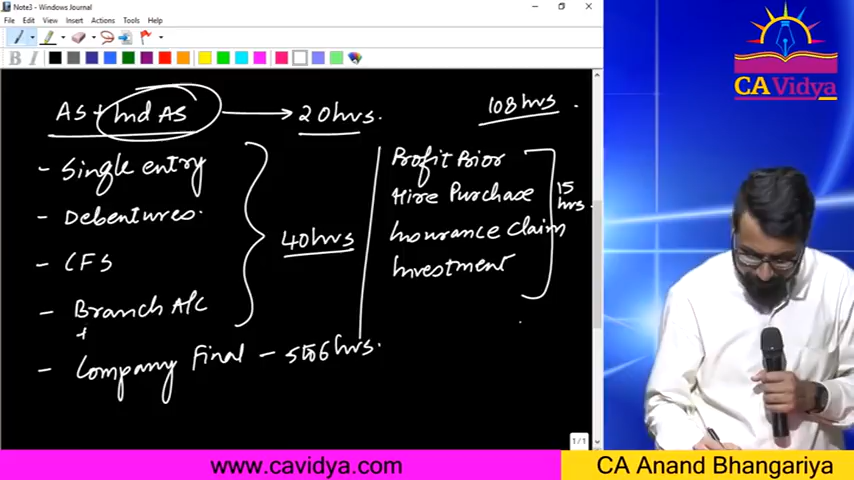 Note3 - Windows Journal
File Edit View Insert Actions Tools Help
B I
AS + Ind AS → 20 hrs.
108 hrs.
- Single entry
- Debentures.
- CFS
- Branch A/c
+
- Company Final - 5 to 6 hrs.
40 hrs
Profit Prior
Hire Purchase
Insurance Claim
Investment
15
hrs.
1/1
CA Vidya
www.cavidya.com
CA Anand Bhangariya